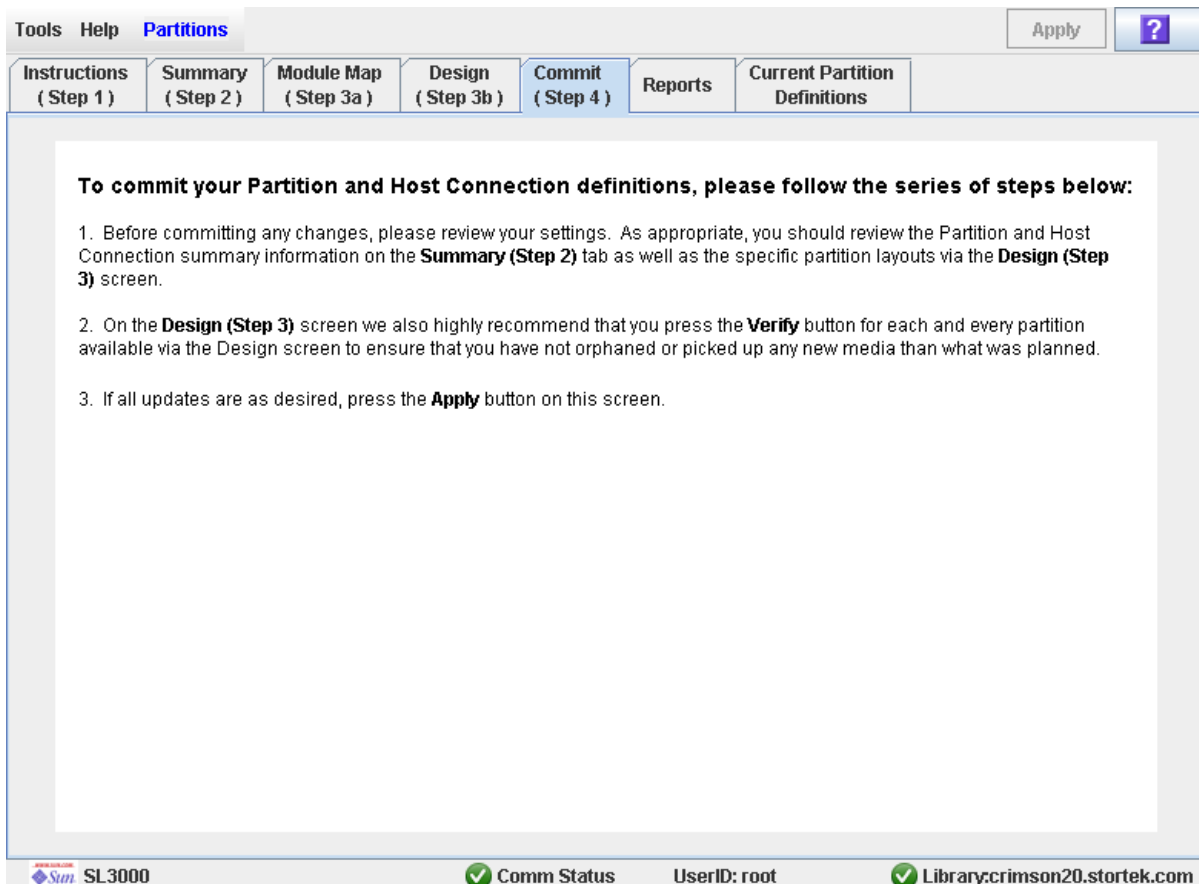 Tools Help Partitions
Apply
?
Instructions
( Step 1 )
Summary
( Step 2 )
Module Map
( Step 3a )
Design
( Step 3b )
Commit
( Step 4 )
Reports
Current Partition
Definitions
To commit your Partition and Host Connection definitions, please follow the series of steps below:
1. Before committing any changes, please review your settings. As appropriate, you should review the Partition and Host
Connection summary information on the Summary (Step 2) tab as well as the specific partition layouts via the Design (Step
3) screen.
2. On the Design (Step 3) screen we also highly recommend that you press the Verify button for each and every partition
available via the Design screen to ensure that you have not orphaned or picked up any new media than what was planned.
3. If all updates are as desired, press the Apply button on this screen.
Sun SL3000
Comm Status
UserID: root
Library:crimson20.stortek.com